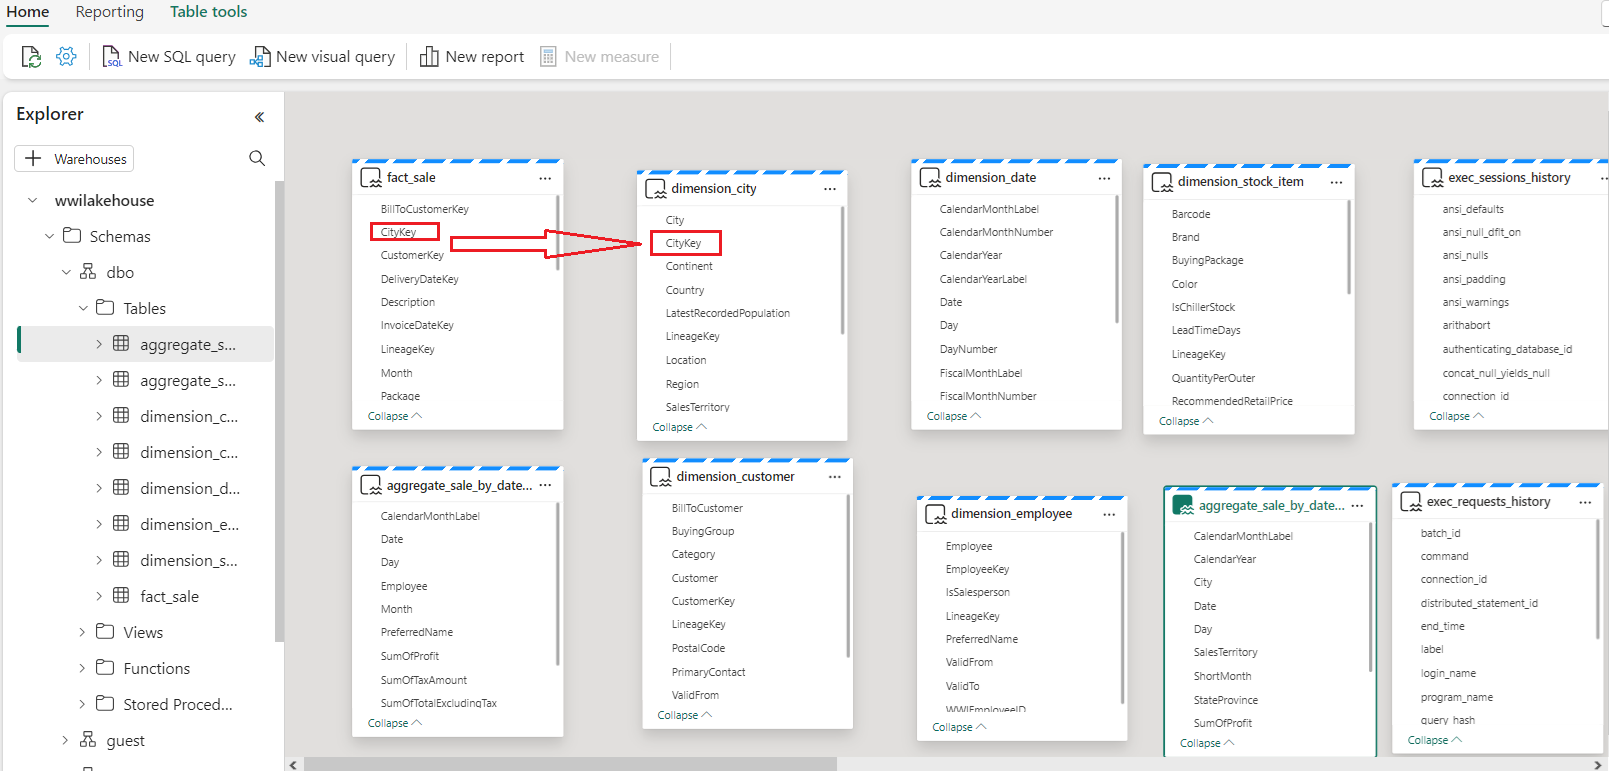 Home Reporting Table tools
New SQL query New visual query New report New measure
Explorer
Warehouses
wwilakehouse
Schemas
dbo
Tables
aggregate_s...
aggregate_s...
dimension_c...
dimension_c...
dimension_d...
dimension_e...
dimension_s...
fact_sale
Views
Functions
Stored Proced...
guest
fact_sale
BillToCustomerKey
CityKey
CustomerKey
DeliveryDateKey
Description
InvoiceDateKey
LineageKey
Month
Package
Collapse
dimension_city
City
CityKey
Continent
Country
LatestRecordedPopulation
LineageKey
Location
Region
SalesTerritory
Collapse
dimension_date
CalendarMonthLabel
CalendarMonthNumber
CalendarYear
CalendarYearLabel
Date
Day
DayNumber
FiscalMonthLabel
FiscalMonthNumber
Collapse
dimension_stock_item
Barcode
Brand
BuyingPackage
Color
IsChillerStock
LeadTimeDays
LineageKey
QuantityPerOuter
RecommendedRetailPrice
Collapse
exec_sessions_history
ansi_defaults
ansi_null_dflt_on
ansi_nulls
ansi_padding
ansi_warnings
arithabort
authenticating_database_id
concat_null_yields_null
connection_id
Collapse
aggregate_sale_by_date...
CalendarMonthLabel
Date
Day
Employee
Month
PreferredName
SumOfProfit
SumOfTaxAmount
SumOfTotalExcludingTax
Collapse
dimension_customer
BillToCustomer
BuyingGroup
Category
Customer
CustomerKey
LineageKey
PostalCode
PrimaryContact
ValidFrom
Collapse
dimension_employee
Employee
EmployeeKey
IsSalesperson
LineageKey
PreferredName
ValidFrom
ValidTo
WWIEmployeeID
Collapse
aggregate_sale_by_date...
CalendarMonthLabel
CalendarYear
City
Date
Day
SalesTerritory
ShortMonth
StateProvince
SumOfProfit
Collapse
exec_requests_history
batch_id
command
connection_id
distributed_statement_id
end_time
label
login_name
program_name
query_hash
Collapse